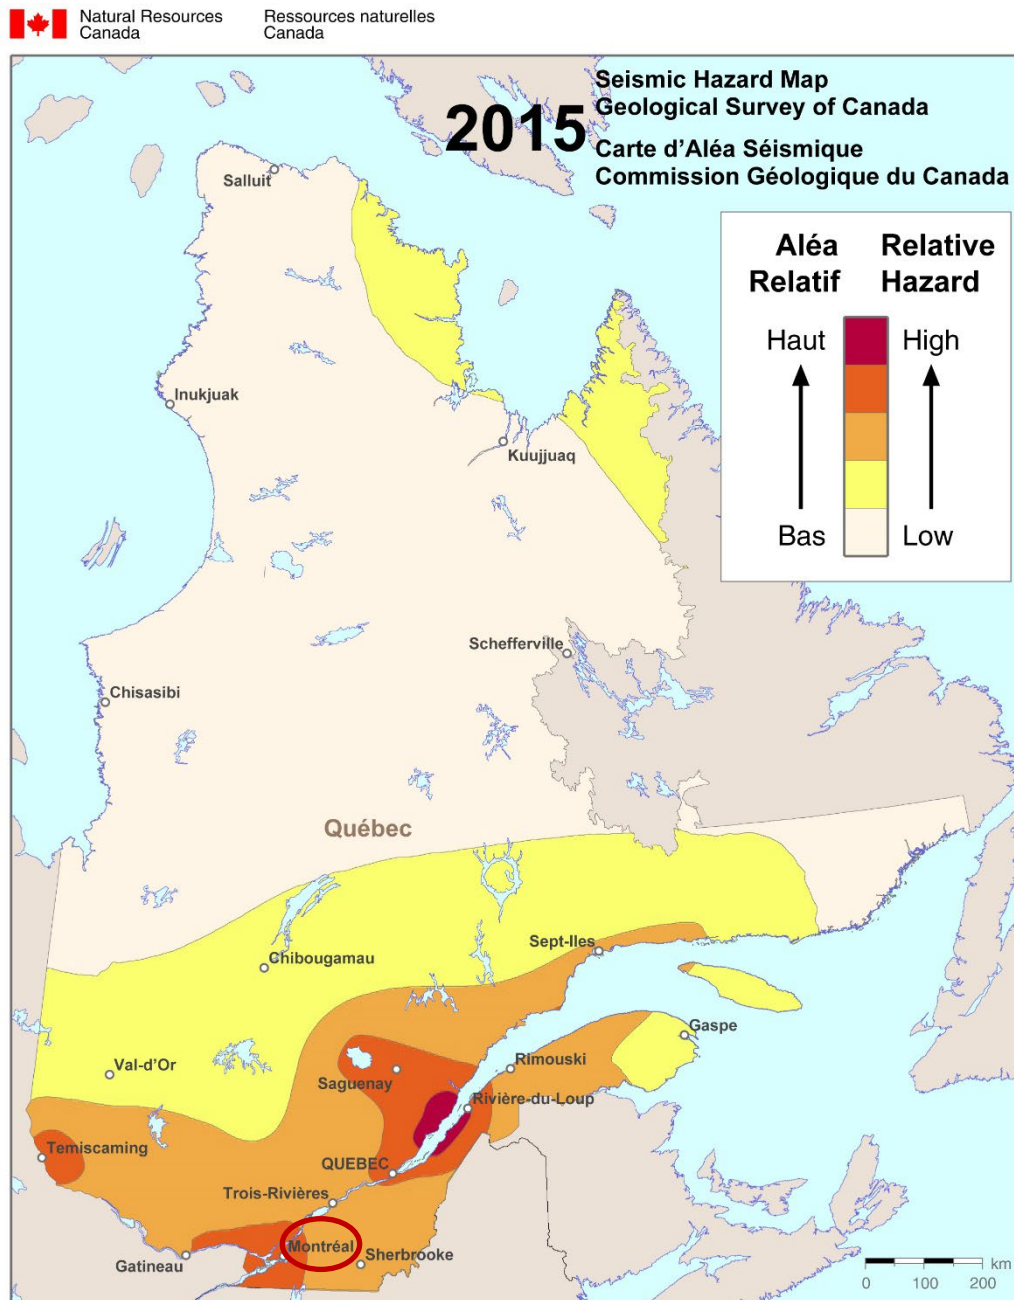 Natural Resources
Canada
Ressources naturelles
Canada
2015
Seismic Hazard Map
Geological Survey of Canada
Carte d'Aléa Séismique
Commission Géologique du Canada
Aléa
Relatif
Relative
Hazard
Haut
High
Bas
Low
Salluit
Inukjuak
Kuujjuaq
Schefferville
Chisasibi
Québec
Sept-Iles
Chibougamau
Gaspe
Val-d'Or
Rimouski
Saguenay
Rivière-du-Loup
Temiscaming
QUEBEC
Trois-Rivières
Montréal
Sherbrooke
Gatineau
km
0 100 200